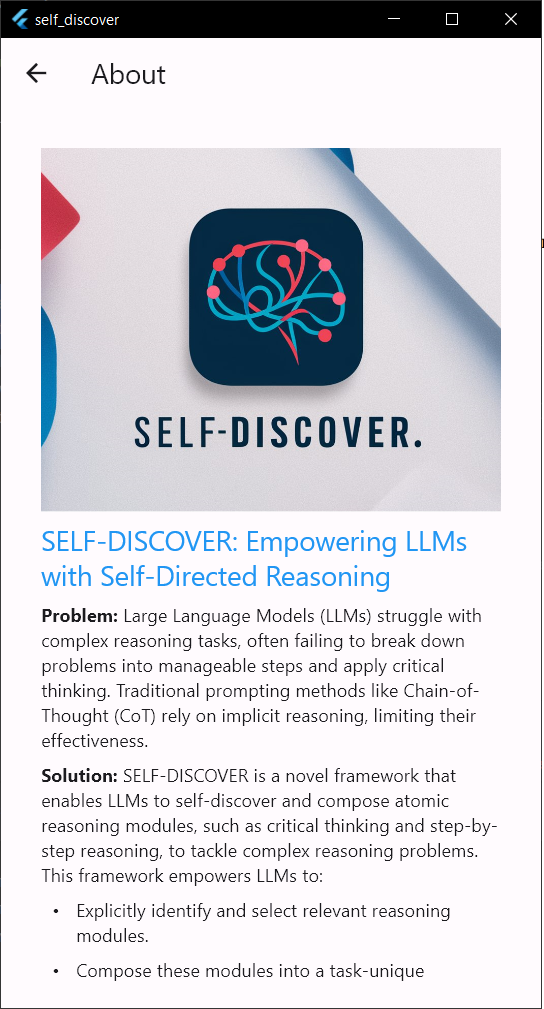 self_discover
About
SELF-DISCOVER.
SELF-DISCOVER: Empowering LLMs
with Self-Directed Reasoning
Problem: Large Language Models (LLMs) struggle with
complex reasoning tasks, often failing to break down
problems into manageable steps and apply critical
thinking. Traditional prompting methods like Chain-of-
Thought (CoT) rely on implicit reasoning, limiting their
effectiveness.
Solution: SELF-DISCOVER is a novel framework that
enables LLMs to self-discover and compose atomic
reasoning modules, such as critical thinking and step-by-
step reasoning, to tackle complex reasoning problems.
This framework empowers LLMs to:
• Explicitly identify and select relevant reasoning
modules.
• Compose these modules into a task-unique